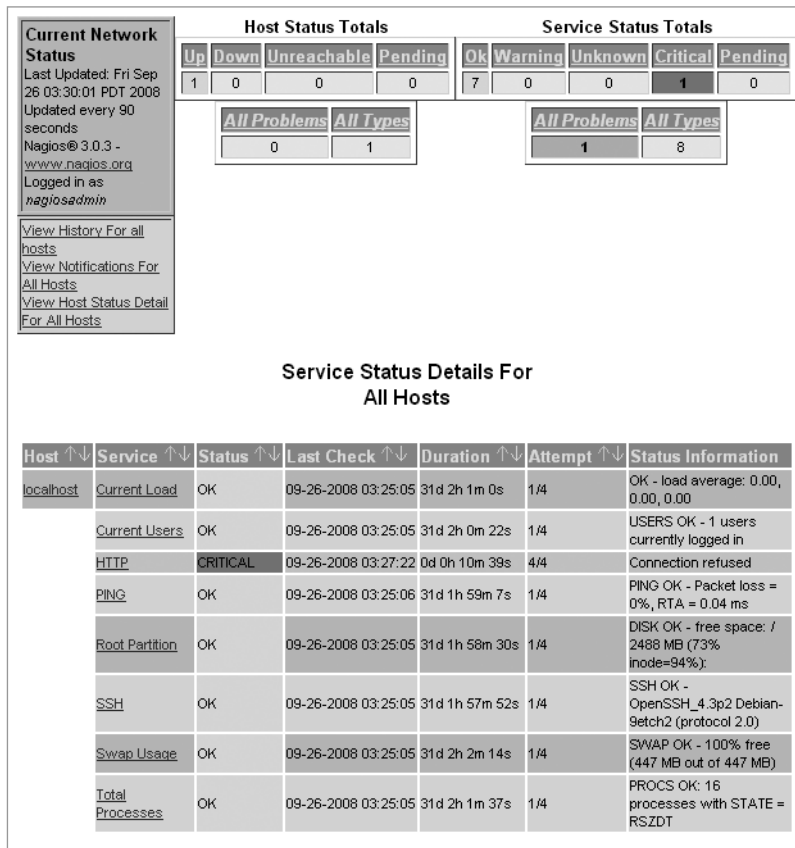 Current Network
Status
Last Updated: Fri Sep
26 03:30:01 PDT 2008
Updated every 90
seconds
Nagios® 3.0.3 -
www.nagios.org
Logged in as
nagiosadmin
View History For all
hosts
View Notifications For
All Hosts
View Host Status Detail
For All Hosts
Host Status Totals
Up Down Unreachable Pending
1 0 0 0
All Problems All Types
0 1
Service Status Totals
Ok Warning Unknown Critical Pending
7 0 0 1 0
All Problems All Types
1 8
Service Status Details For
All Hosts
Host ↑↓ Service ↑↓ Status ↑↓ Last Check ↑↓ Duration ↑↓ Attempt ↑↓ Status Information
localhost Current Load OK 09-26-2008 03:25:05 31d 2h 1m 0s 1/4 OK - load average: 0.00,
0.00, 0.00
Current Users OK 09-26-2008 03:25:05 31d 2h 0m 22s 1/4 USERS OK - 1 users
currently logged in
HTTP CRITICAL 09-26-2008 03:27:22 0d 0h 10m 39s 4/4 Connection refused
PING OK 09-26-2008 03:25:06 31d 1h 59m 7s 1/4 PING OK - Packet loss =
0%, RTA = 0.04 ms
Root Partition OK 09-26-2008 03:25:05 31d 1h 58m 30s 1/4 DISK OK - free space: /
2488 MB (73%
inode=94%):
SSH OK 09-26-2008 03:25:05 31d 1h 57m 52s 1/4 SSH OK -
OpenSSH_4.3p2 Debian-
9etch2 (protocol 2.0)
Swap Usage OK 09-26-2008 03:25:05 31d 2h 2m 14s 1/4 SWAP OK - 100% free
(447 MB out of 447 MB)
Total
Processes OK 09-26-2008 03:25:05 31d 2h 1m 37s 1/4 PROCS OK: 16
processes with STATE =
RSZDT